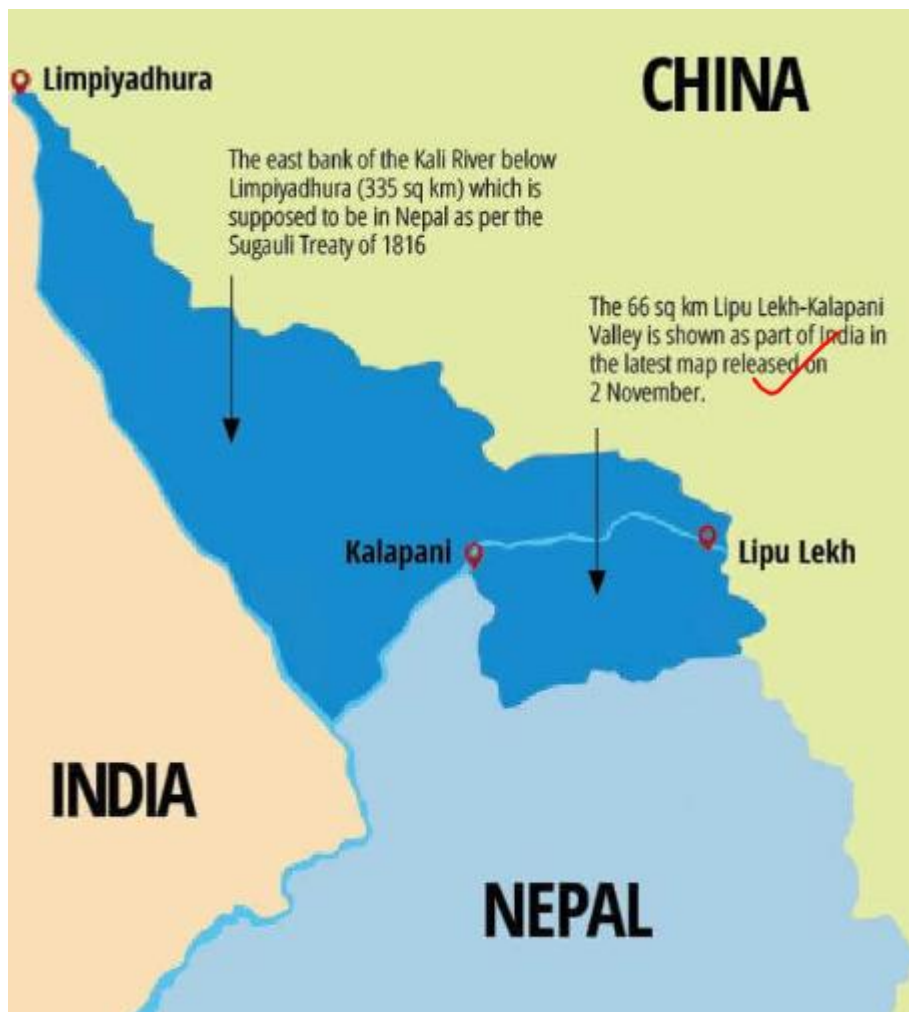 Limpiyadhura
CHINA
The east bank of the Kali River below
Limpiyadhura (335 sq km) which is
supposed to be in Nepal as per the
Sugauli Treaty of 1816
The 66 sq km Lipu Lekh-Kalapani
Valley is shown as part of India in
the latest map released on
2 November.
Kalapani
Lipu Lekh
INDIA
NEPAL